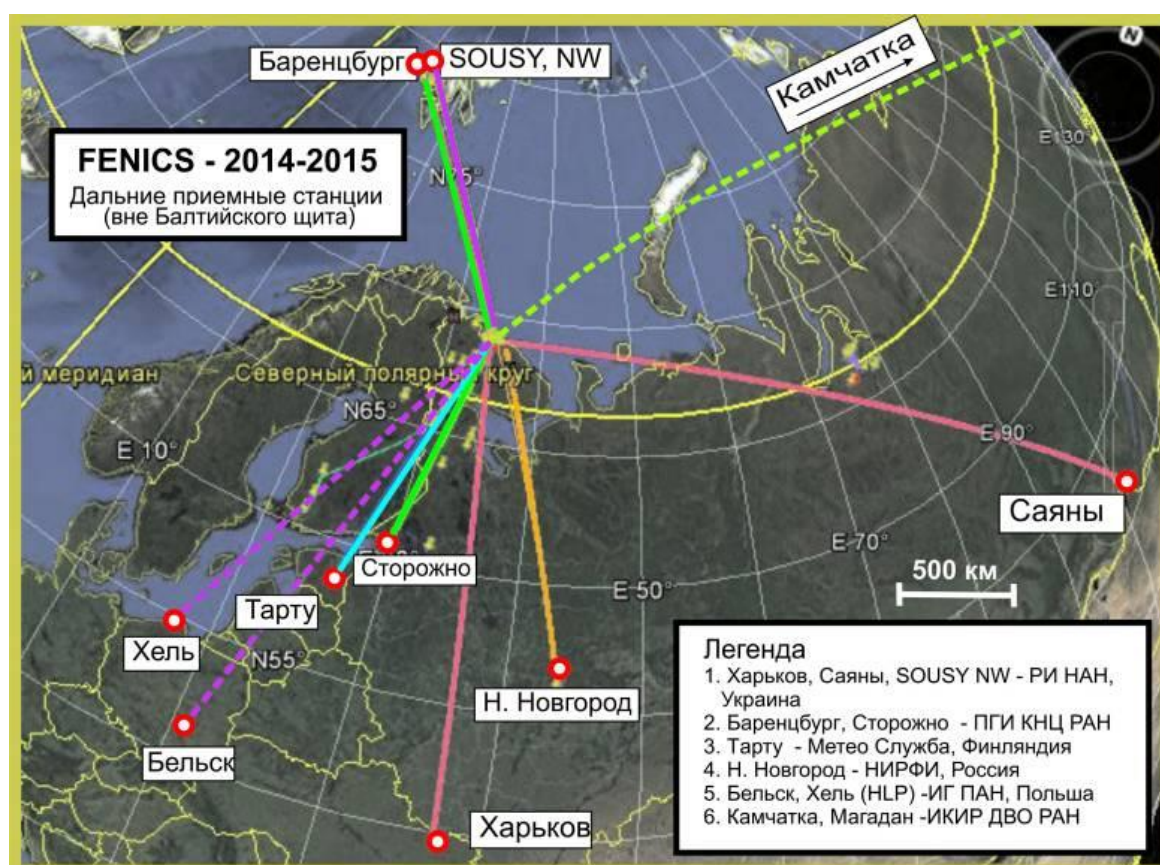 Баренцбург
SOUSY, NW
Камчатка
N
E130°
FENICS - 2014-2015
Дальние приемные станции
(вне Балтийского щита)
N75°
E110°
й меридиан
Северный полярный круг
N65°
E 10°
E 90°
Саяны
E 70°
Сторожно
500 км
E 50°
Тарту
Хель
N55°
Н. Новгород
Бельск
Харьков
Легенда
1. Харьков, Саяны, SOUSY NW - РИ НАН,
Украина
2. Баренцбург, Сторожно - ПГИ КНЦ РАН
3. Тарту - Метео Служба, Финляндия
4. Н. Новгород - НИРФИ, Россия
5. Бельск, Хель (HLP) -ИГ ПАН, Польша
6. Камчатка, Магадан -ИКИР ДВО РАН